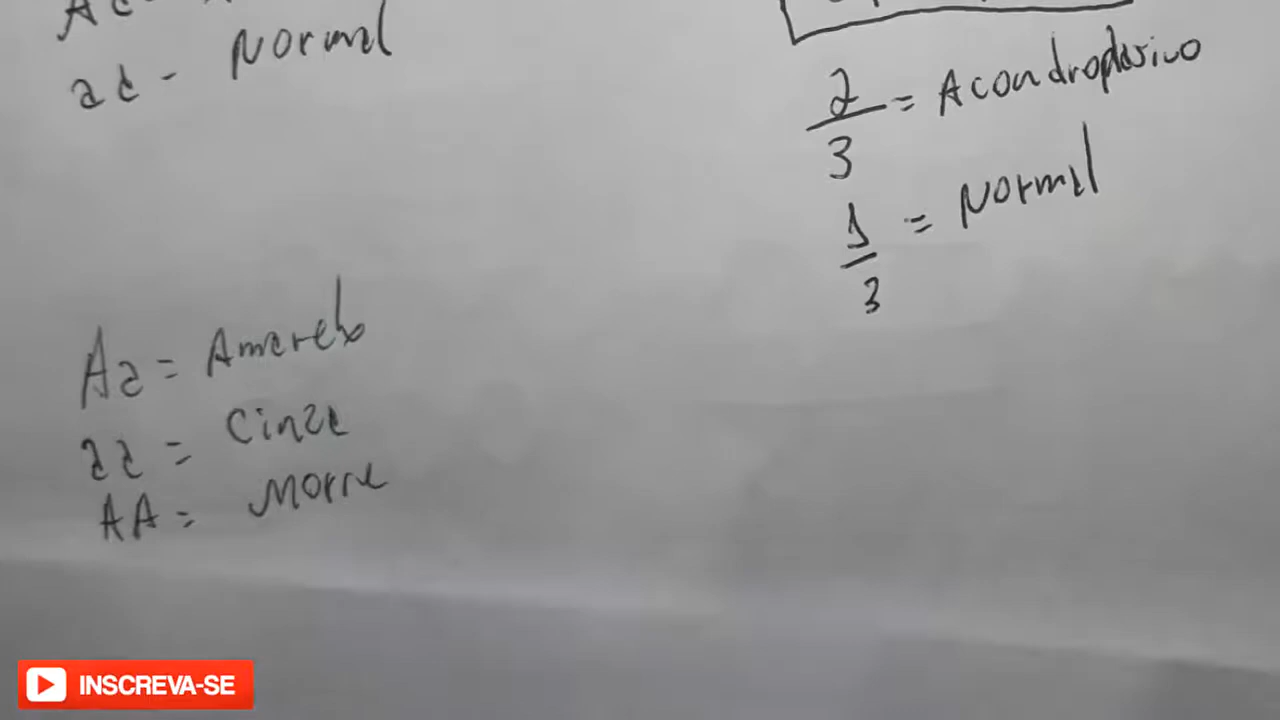 aa - Normal
2/3 = Acondroplasico
1/3 = Normal
Aa = Amarelo
aa = Cinza
AA = Morre
INSCREVA-SE